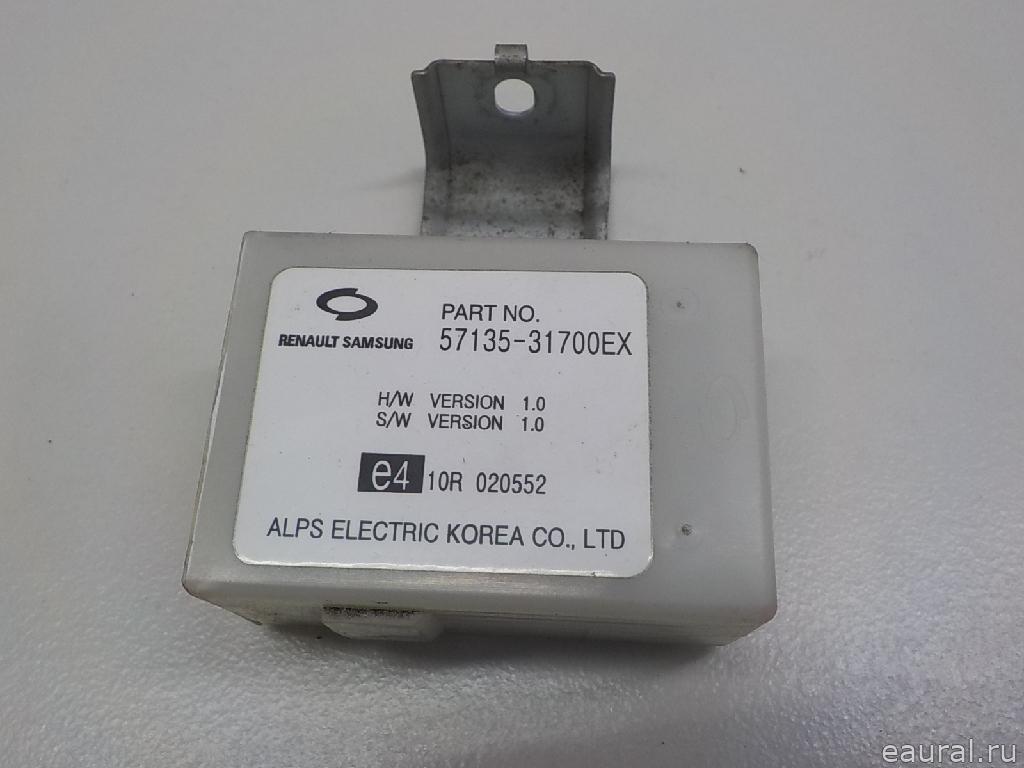 PART NO.
RENAULT SAMSUNG 57135-31700EX
H/W VERSION 1.0
S/W VERSION 1.0
e4 10R 020552
ALPS ELECTRIC KOREA CO., LTD
eaural.ru